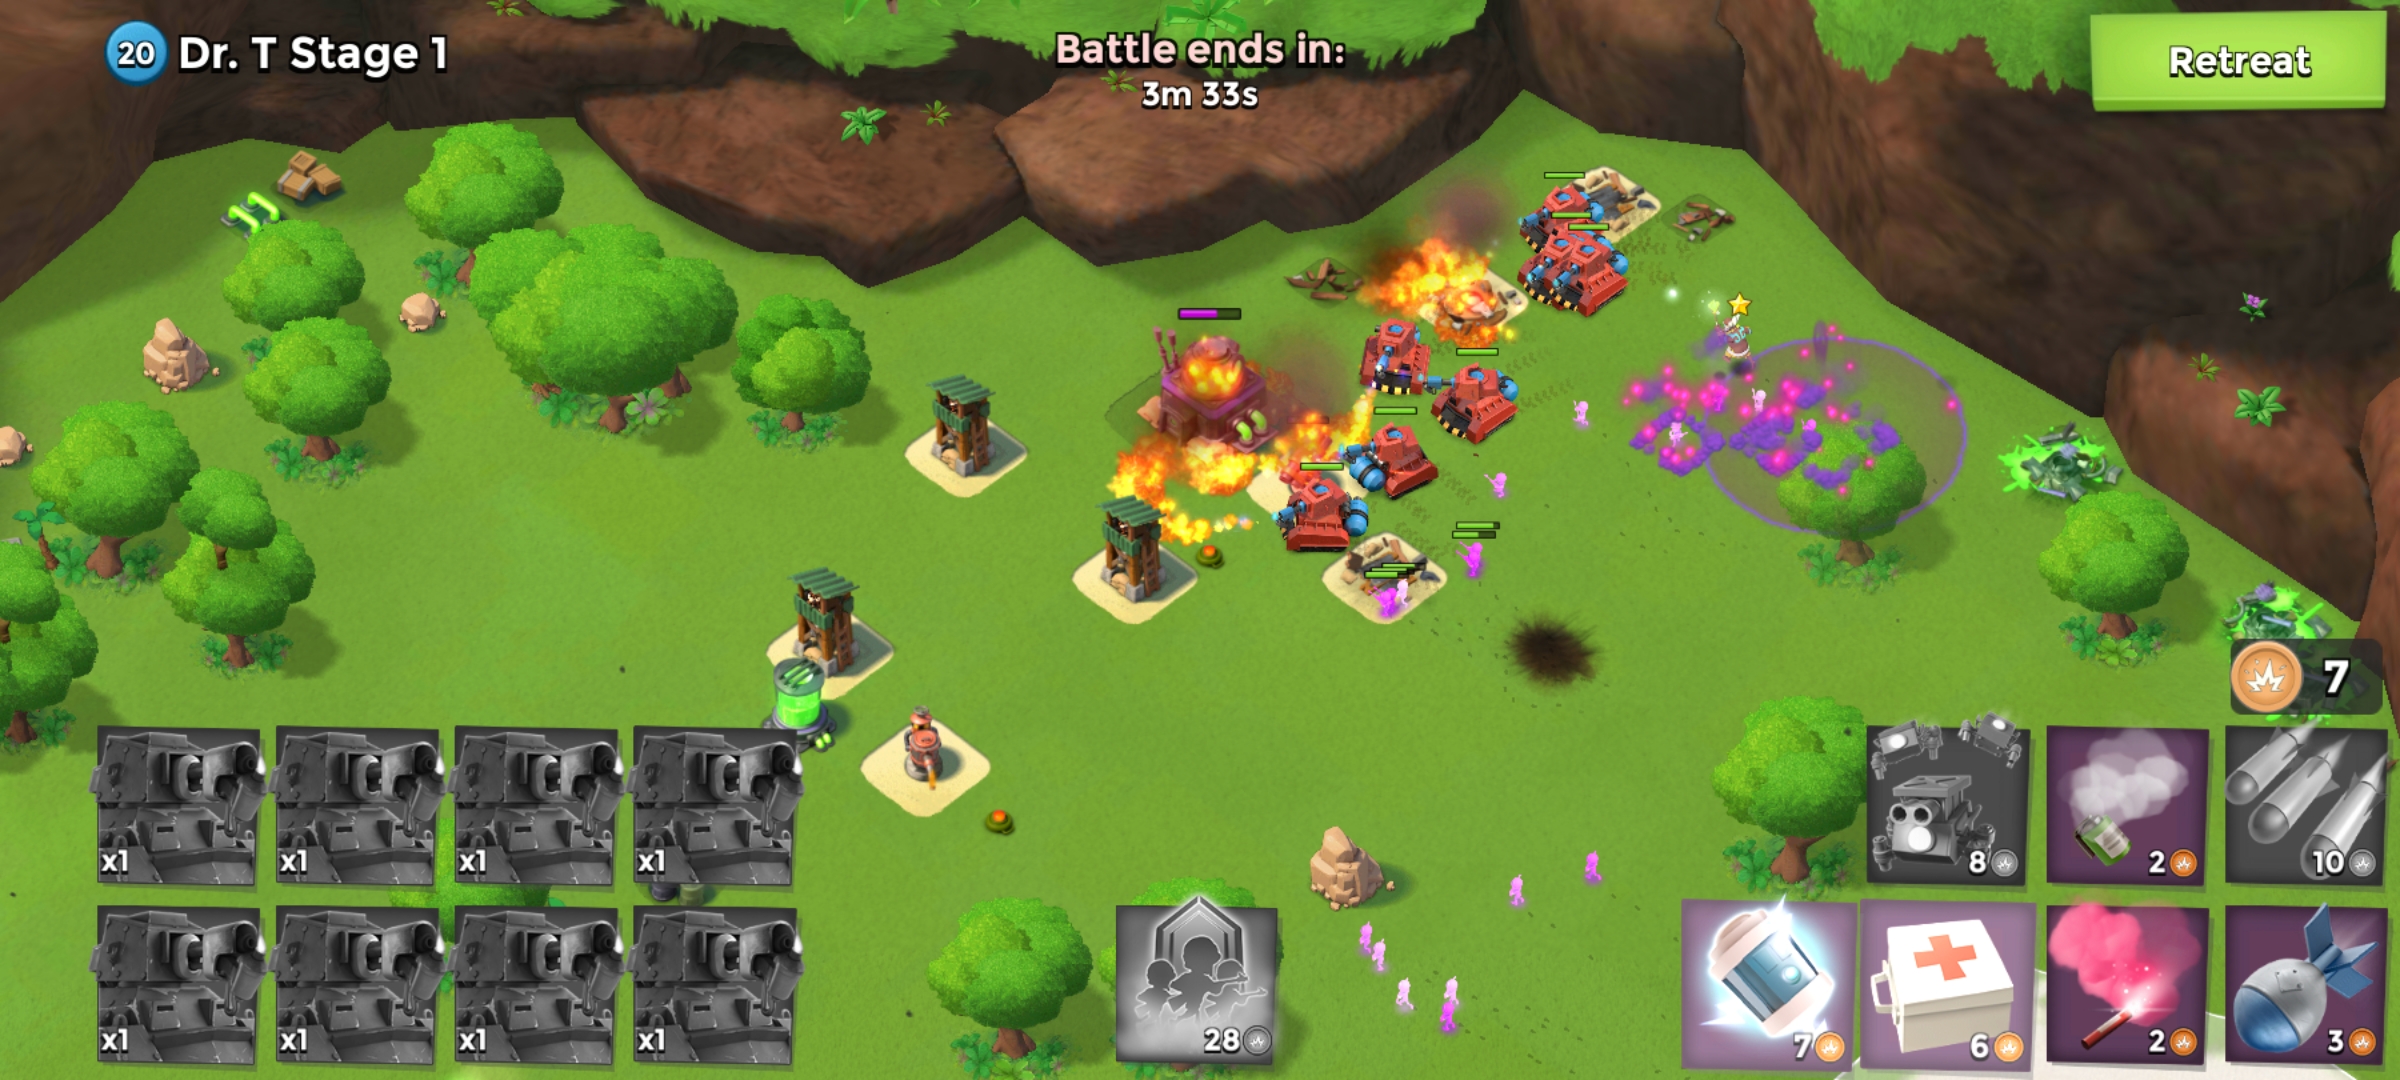 20 Dr. T Stage 1
Battle ends in:
3m 33s
Retreat
7
x1 x1 x1 x1
8 2 10
x1 x1 x1 x1
28
7 6 2 3